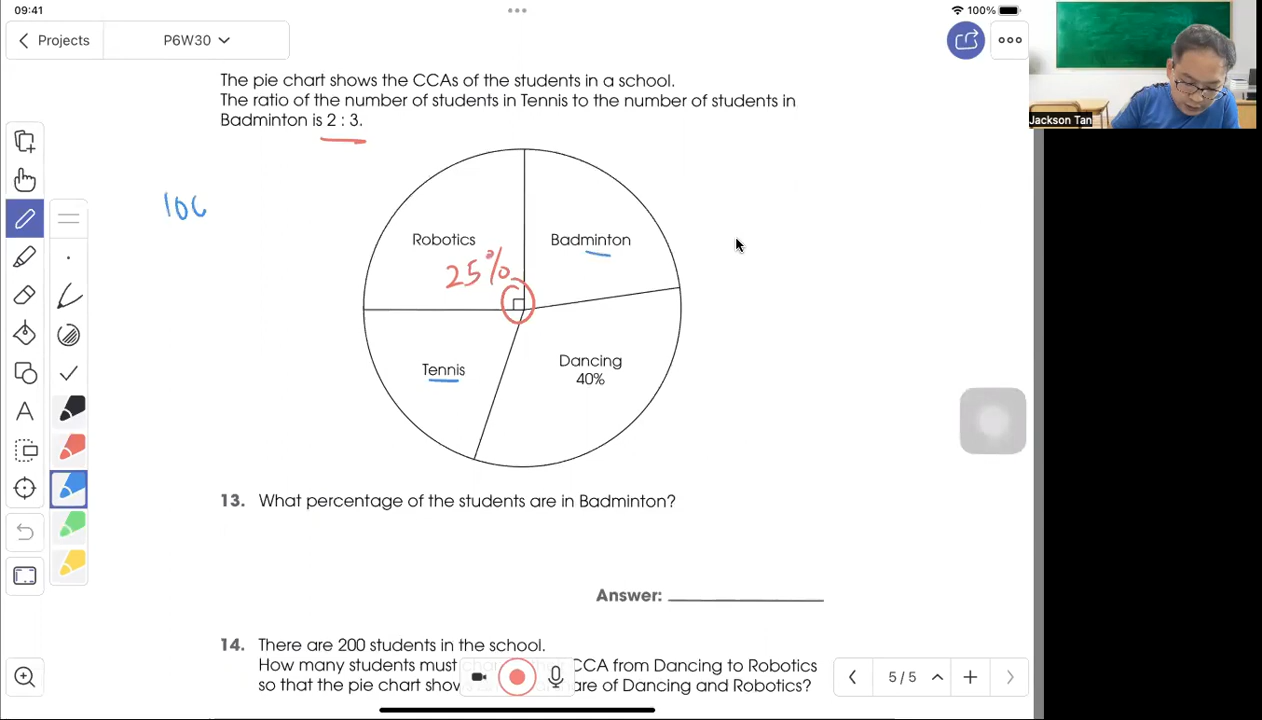 09:41
100%
Projects
P6W30
Jackson Tan
The pie chart shows the CCAs of the students in a school.
The ratio of the number of students in Tennis to the number of students in
Badminton is 2 : 3.
100
Robotics
Badminton
25%
Tennis
Dancing
40%
13. What percentage of the students are in Badminton?
Answer:
14. There are 200 students in the school.
How many students must CCA from Dancing to Robotics
so that the pie chart of Dancing and Robotics?
5 / 5
A